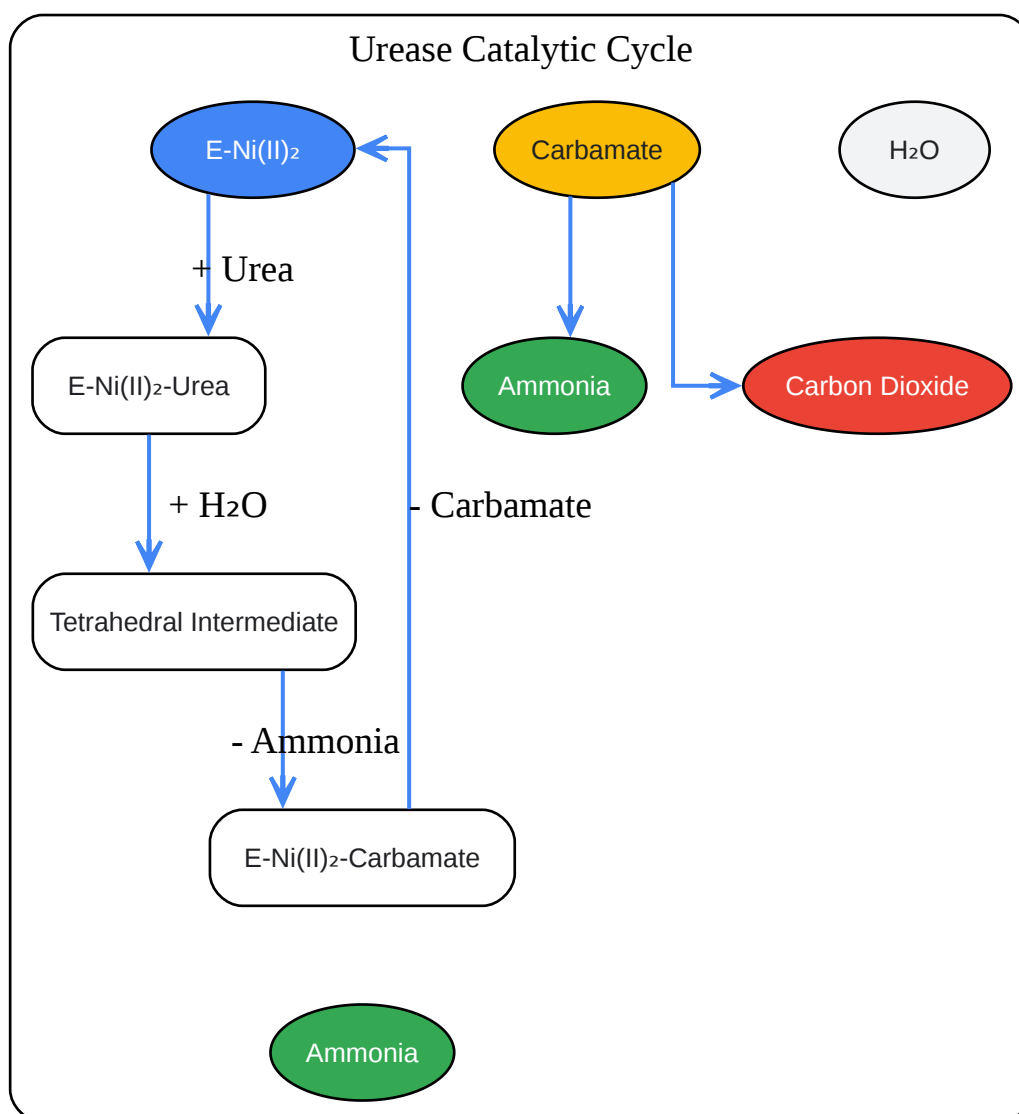 Urease Catalytic Cycle
E-Ni(II)₂
Carbamate
H₂O
+ Urea
E-Ni(II)₂-Urea
Ammonia
Carbon Dioxide
+ H₂O
- Carbamate
Tetrahedral Intermediate
- Ammonia
E-Ni(II)₂-Carbamate
Ammonia